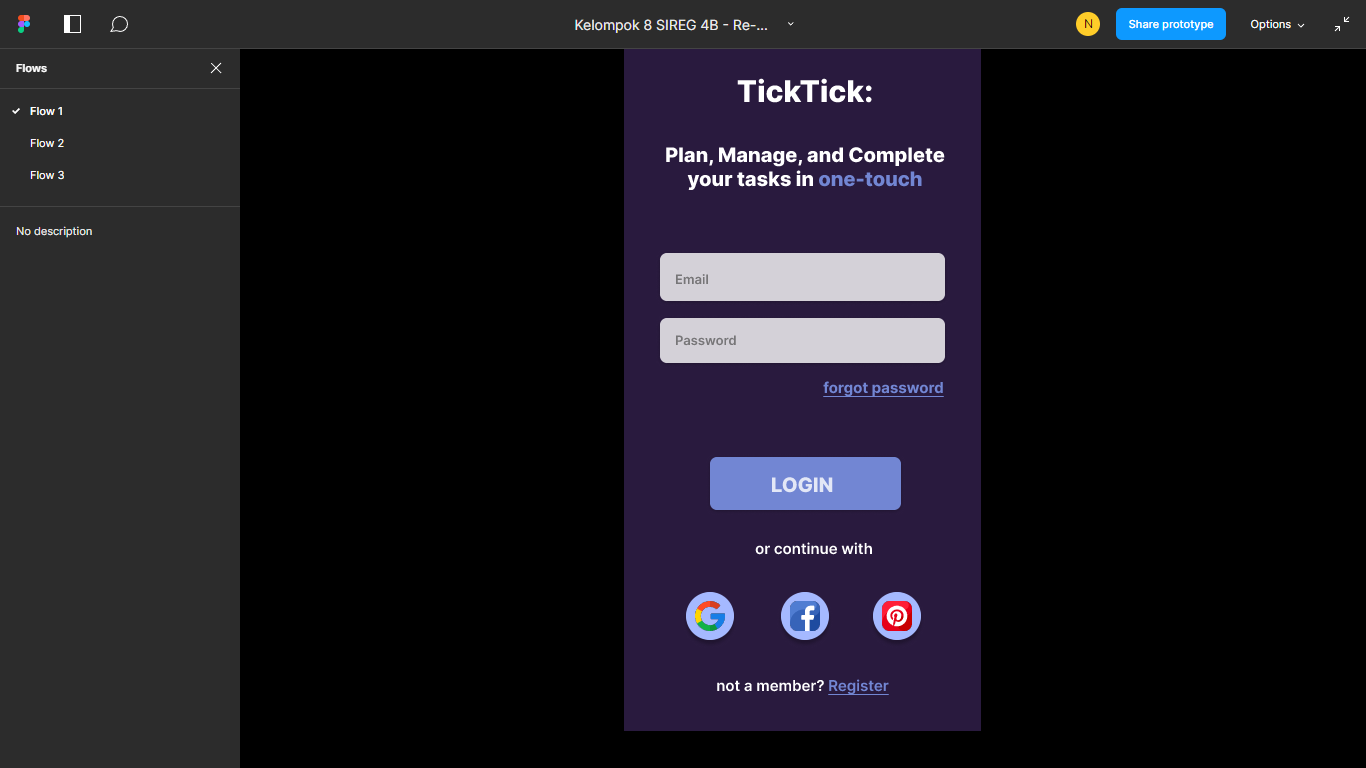 Kelompok 8 SIREG 4B - Re-...
N
Share prototype
Options
Flows
Flow 1
Flow 2
Flow 3
No description
TickTick:
Plan, Manage, and Complete
your tasks in one-touch
Email
Password
forgot password
LOGIN
or continue with
not a member? Register